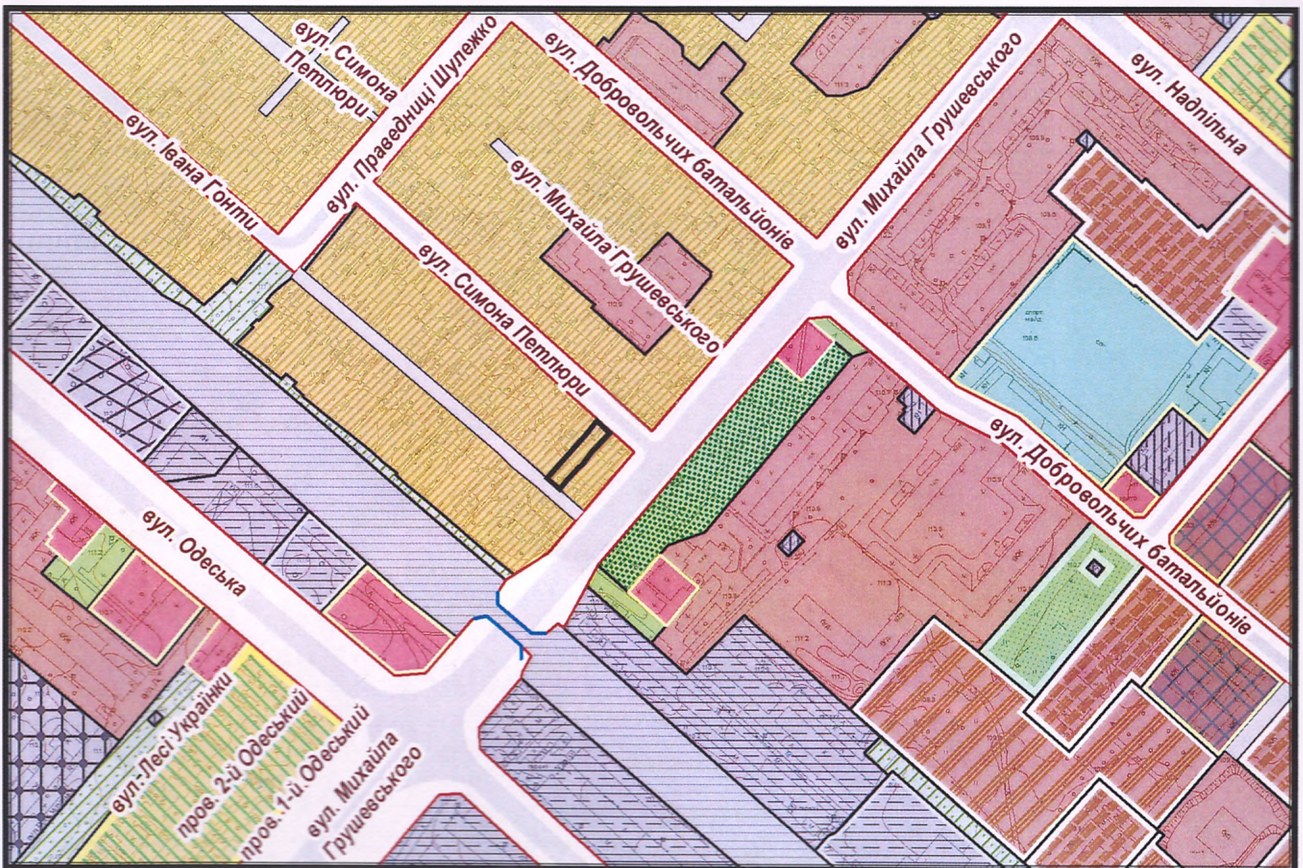 вул. Симона
Петлюри
вул. Праведниці Шулежко
вул. Добровольчих батальйонів
вул. Михайла Грушевського
вул. Надпільна
вул. Івана Гонти
вул. Михайла Грушевського
вул. Симона Петлюри
вул. Добровольчих батальйонів
вул. Одеська
вул. Лесі Українки
пров. 2-й Одеський
пров. 1-й Одеський
вул. Михайла
Грушевського